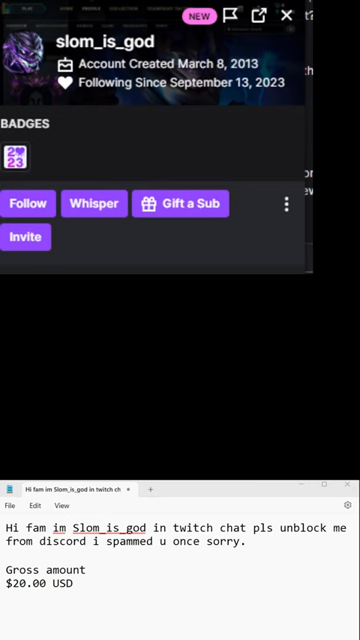 NEW
slom_is_god
Account Created March 8, 2013
Following Since September 13, 2023
BADGES
2023
Follow
Whisper
Gift a Sub
Invite
Hi fam im Slom_is_god in twitch ch
File
Edit
View
Hi fam im Slom_is_god in twitch chat pls unblock me
from discord i spammed u once sorry.
Gross amount
$20.00 USD